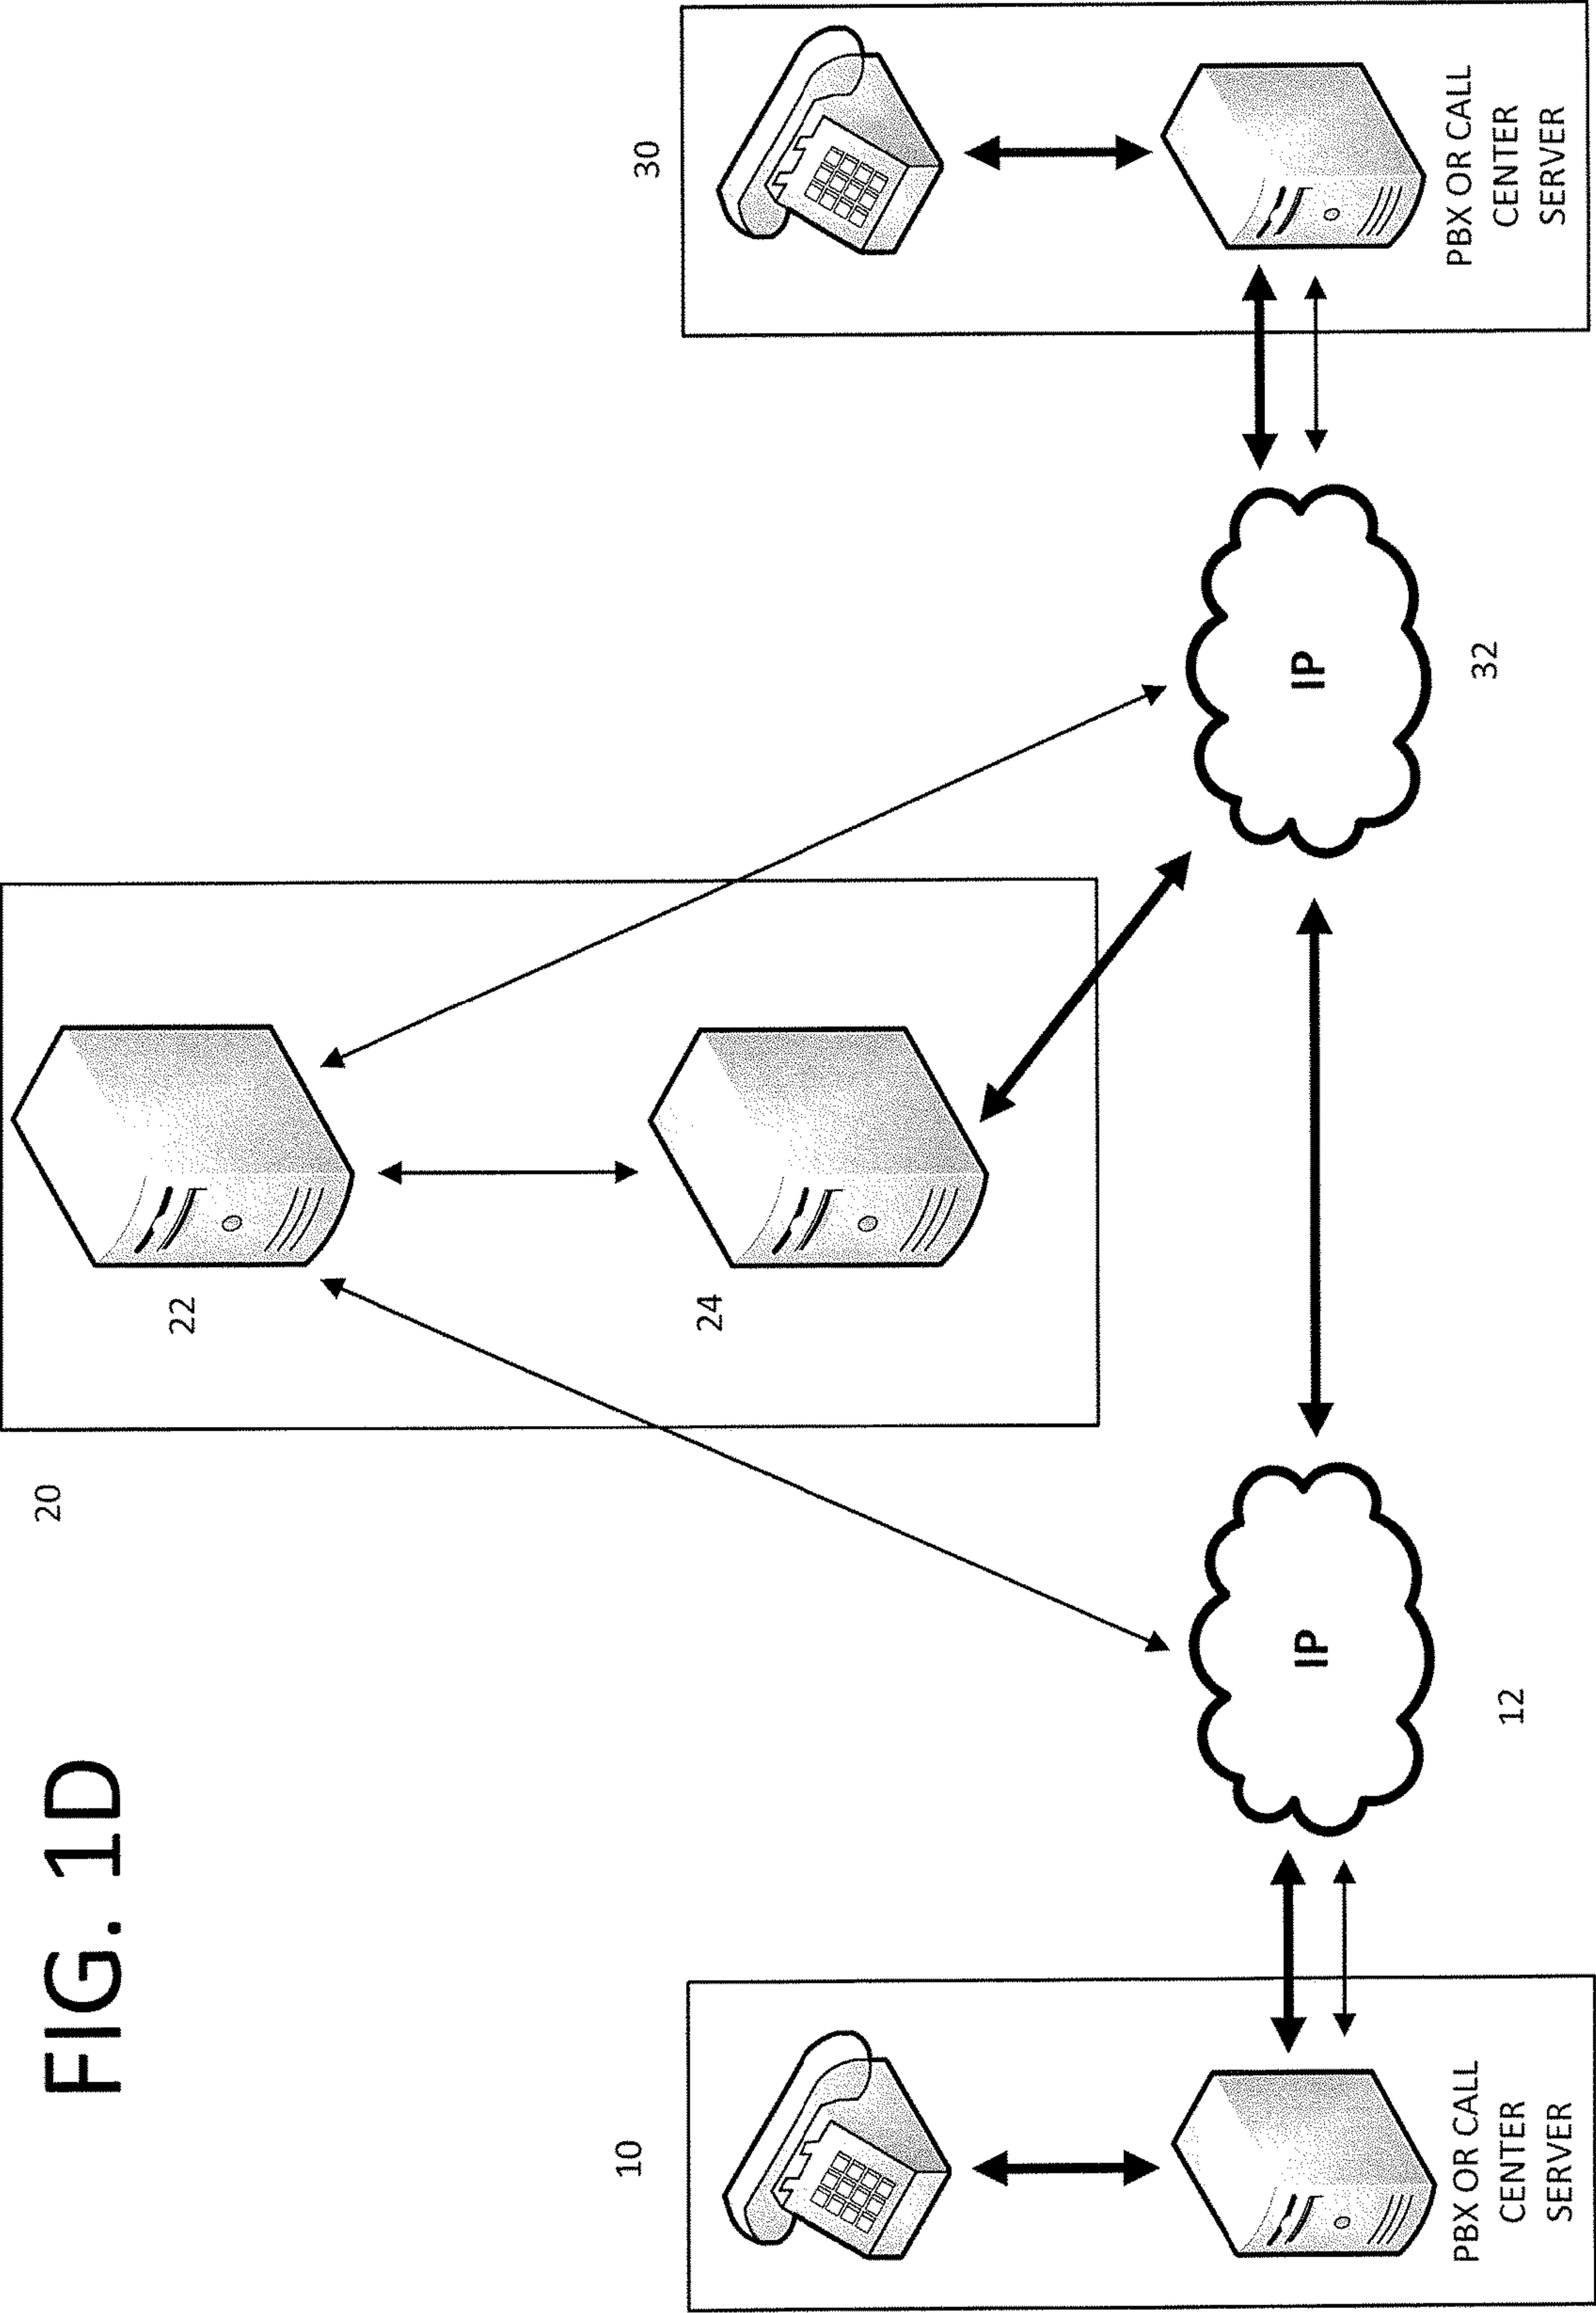 FIG. 1D
20
22
24
10
PBX OR CALL
CENTER
SERVER
12
IP
32
IP
30
PBX OR CALL
CENTER
SERVER